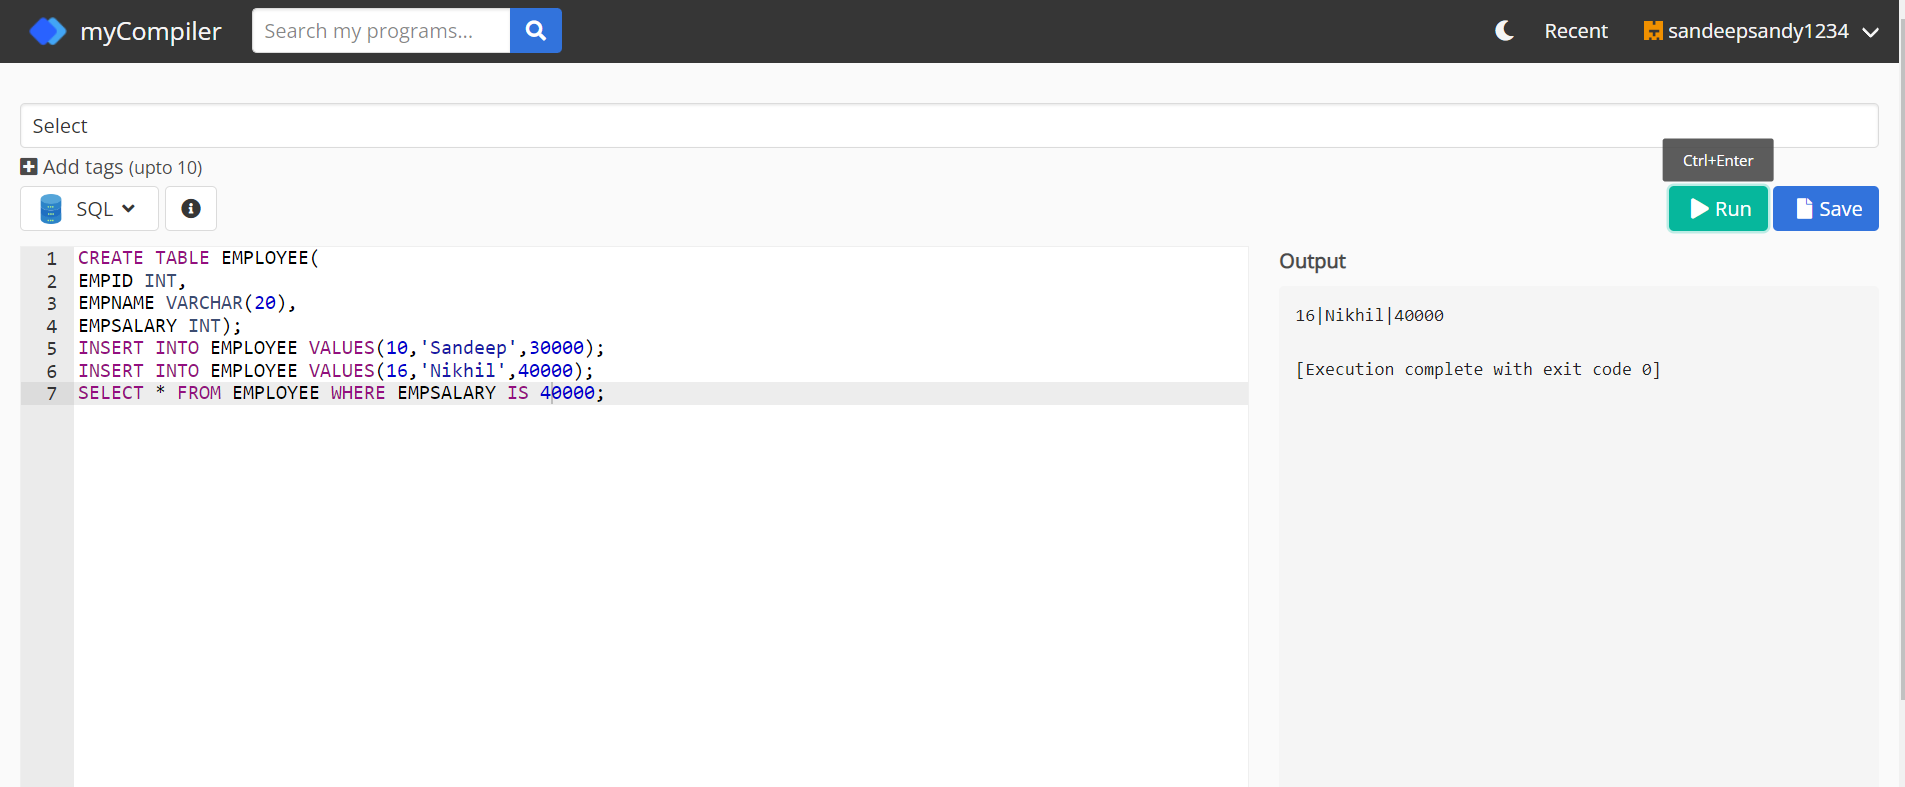 myCompiler
Search my programs...
Recent
sandeepsandy1234
Select
Add tags (upto 10)
Ctrl+Enter
SQL
Run
Save
1 CREATE TABLE EMPLOYEE(
2 EMPID INT,
3 EMPNAME VARCHAR(20),
4 EMPSALARY INT);
5 INSERT INTO EMPLOYEE VALUES(10,'Sandeep',30000);
6 INSERT INTO EMPLOYEE VALUES(16,'Nikhil',40000);
7 SELECT * FROM EMPLOYEE WHERE EMPSALARY IS 40000;
Output
16|Nikhil|40000
[Execution complete with exit code 0]